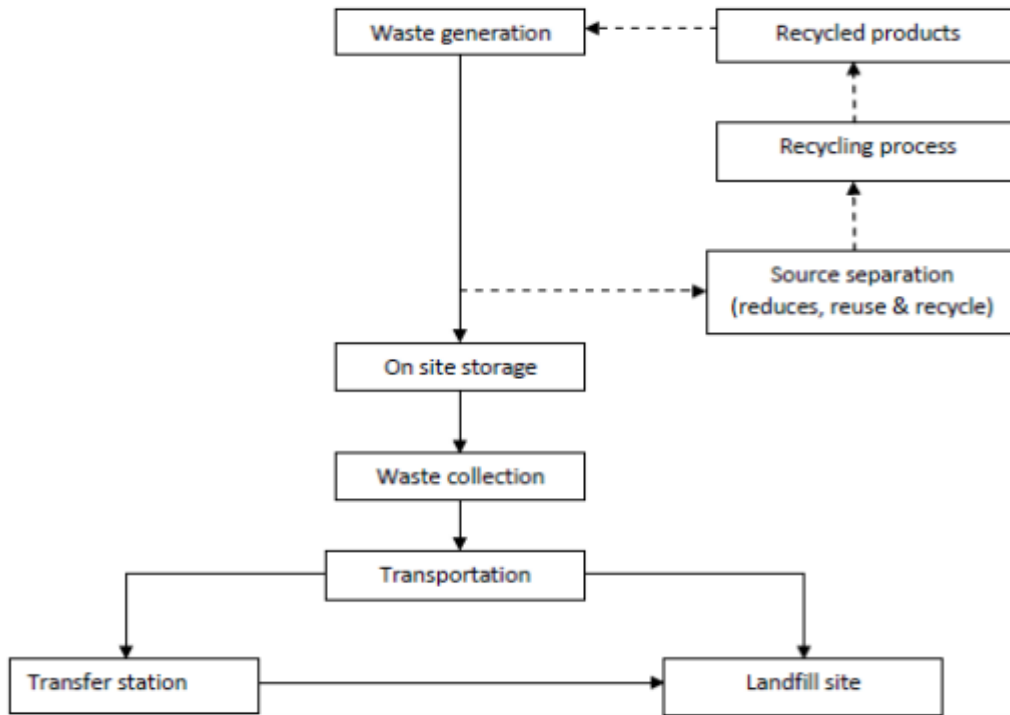 Waste generation
Recycled products
Recycling process
Source separation
(reduces, reuse & recycle)
On site storage
Waste collection
Transportation
Transfer station
Landfill site